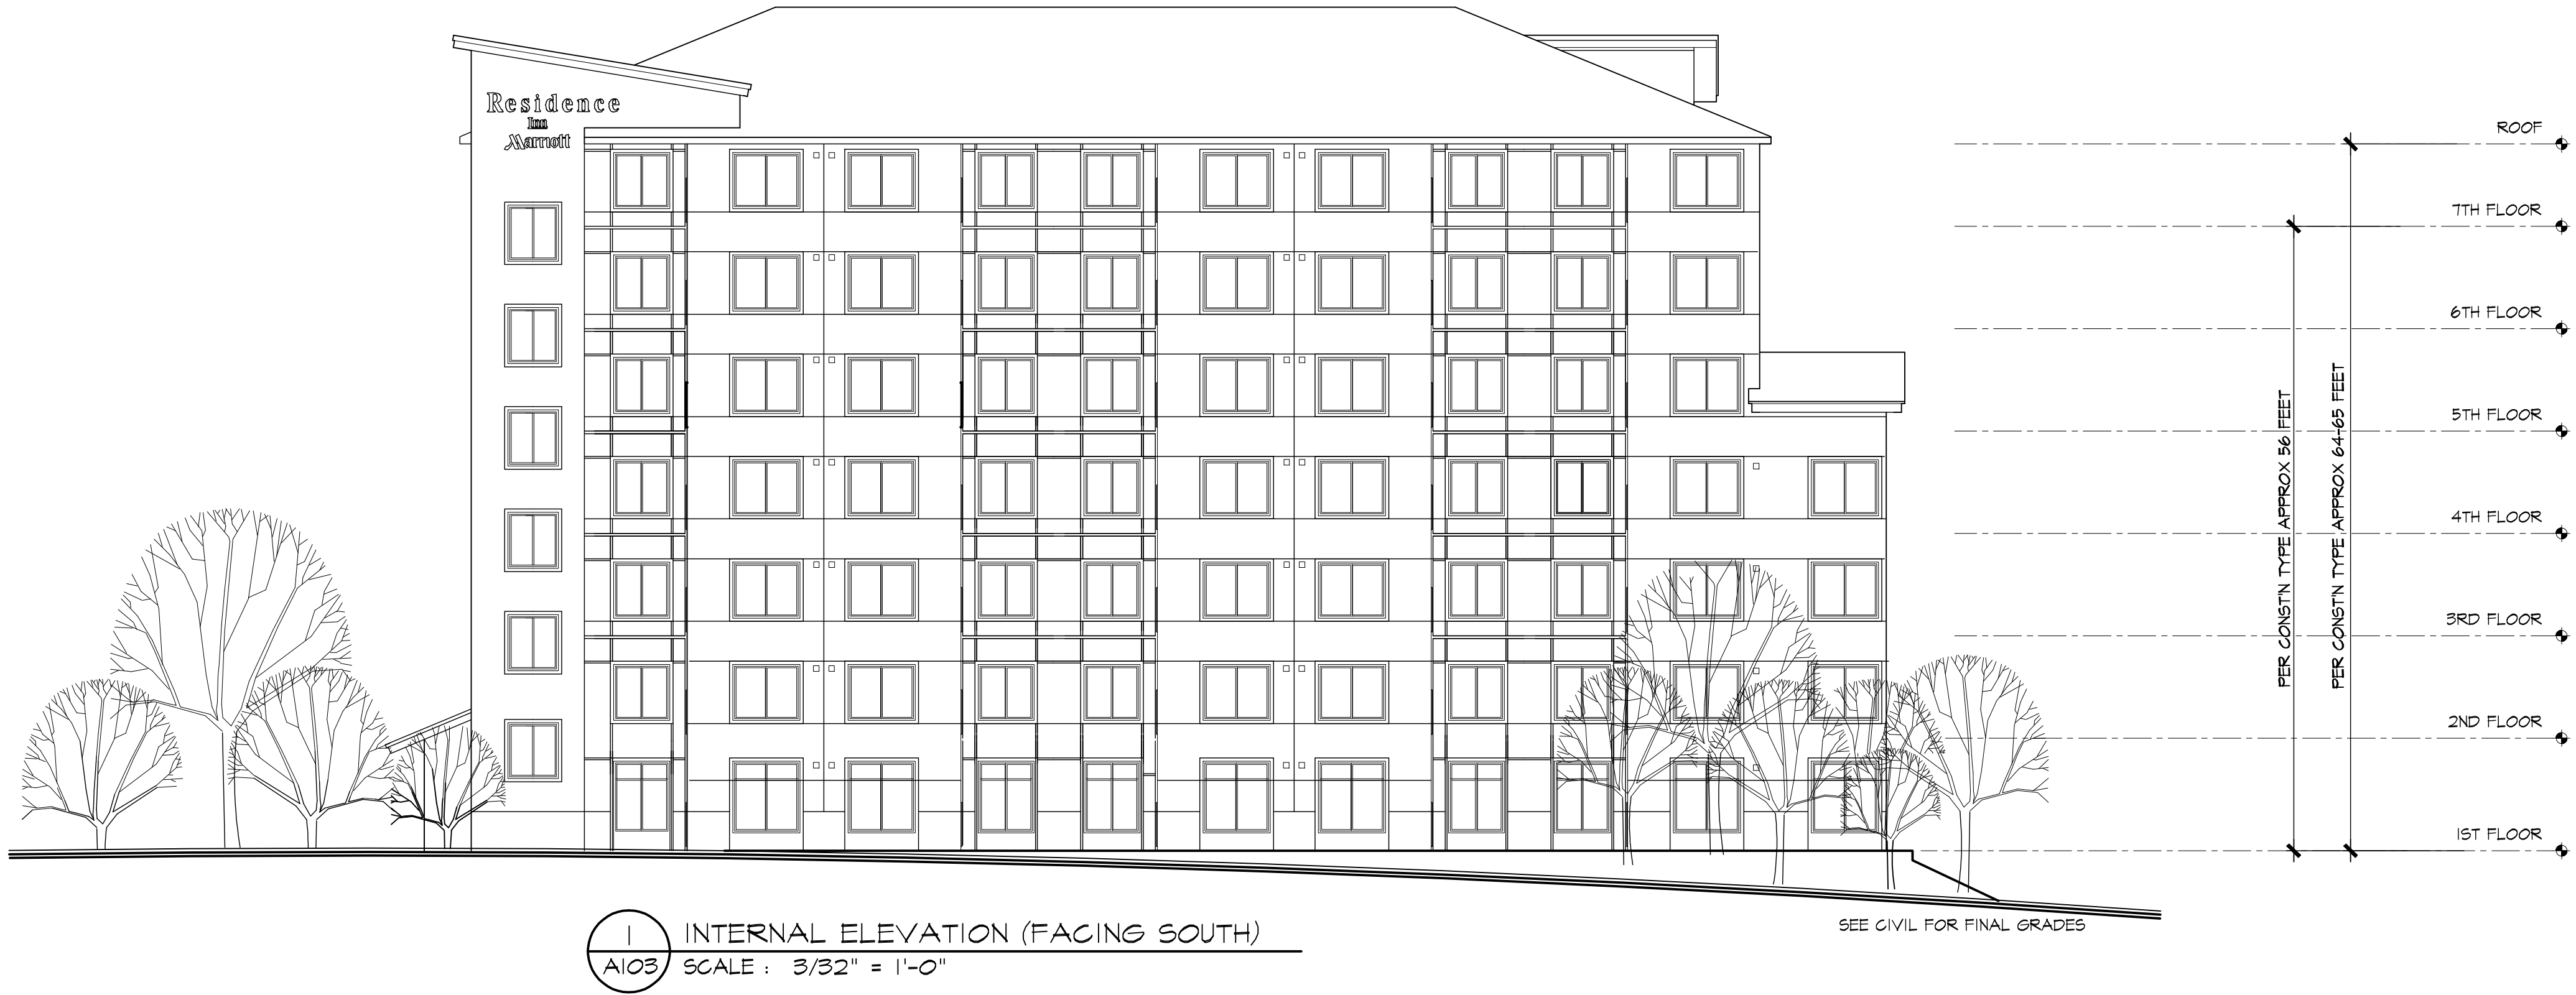 Residence
Inn
Marriott
ROOF
7TH FLOOR
6TH FLOOR
5TH FLOOR
4TH FLOOR
3RD FLOOR
2ND FLOOR
1ST FLOOR
PER CONST'N TYPE APPROX 56 FEET
PER CONST'N TYPE APPROX 64-65 FEET
SEE CIVIL FOR FINAL GRADES
1
A103
INTERNAL ELEVATION (FACING SOUTH)
SCALE : 3/32" = 1'-0"